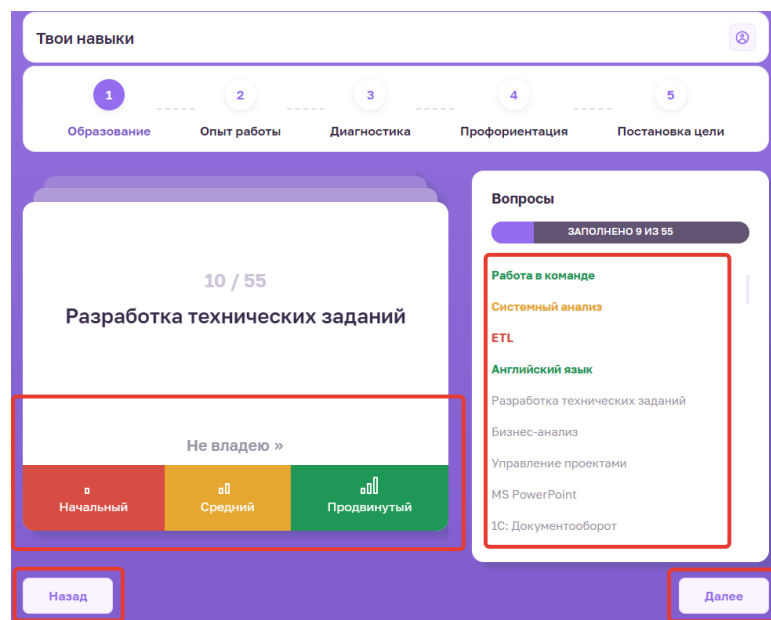 Твои навыки
1 2 3 4 5
Образование Опыт работы Диагностика Профориентация Постановка цели
10 / 55
Разработка технических заданий
Не владею »
Начальный Средний Продвинутый
Вопросы
ЗАПОЛНЕНО 9 ИЗ 55
Работа в команде
Системный анализ
ETL
Английский язык
Разработка технических заданий
Бизнес-анализ
Управление проектами
MS PowerPoint
1С: Документооборот
Назад Далее